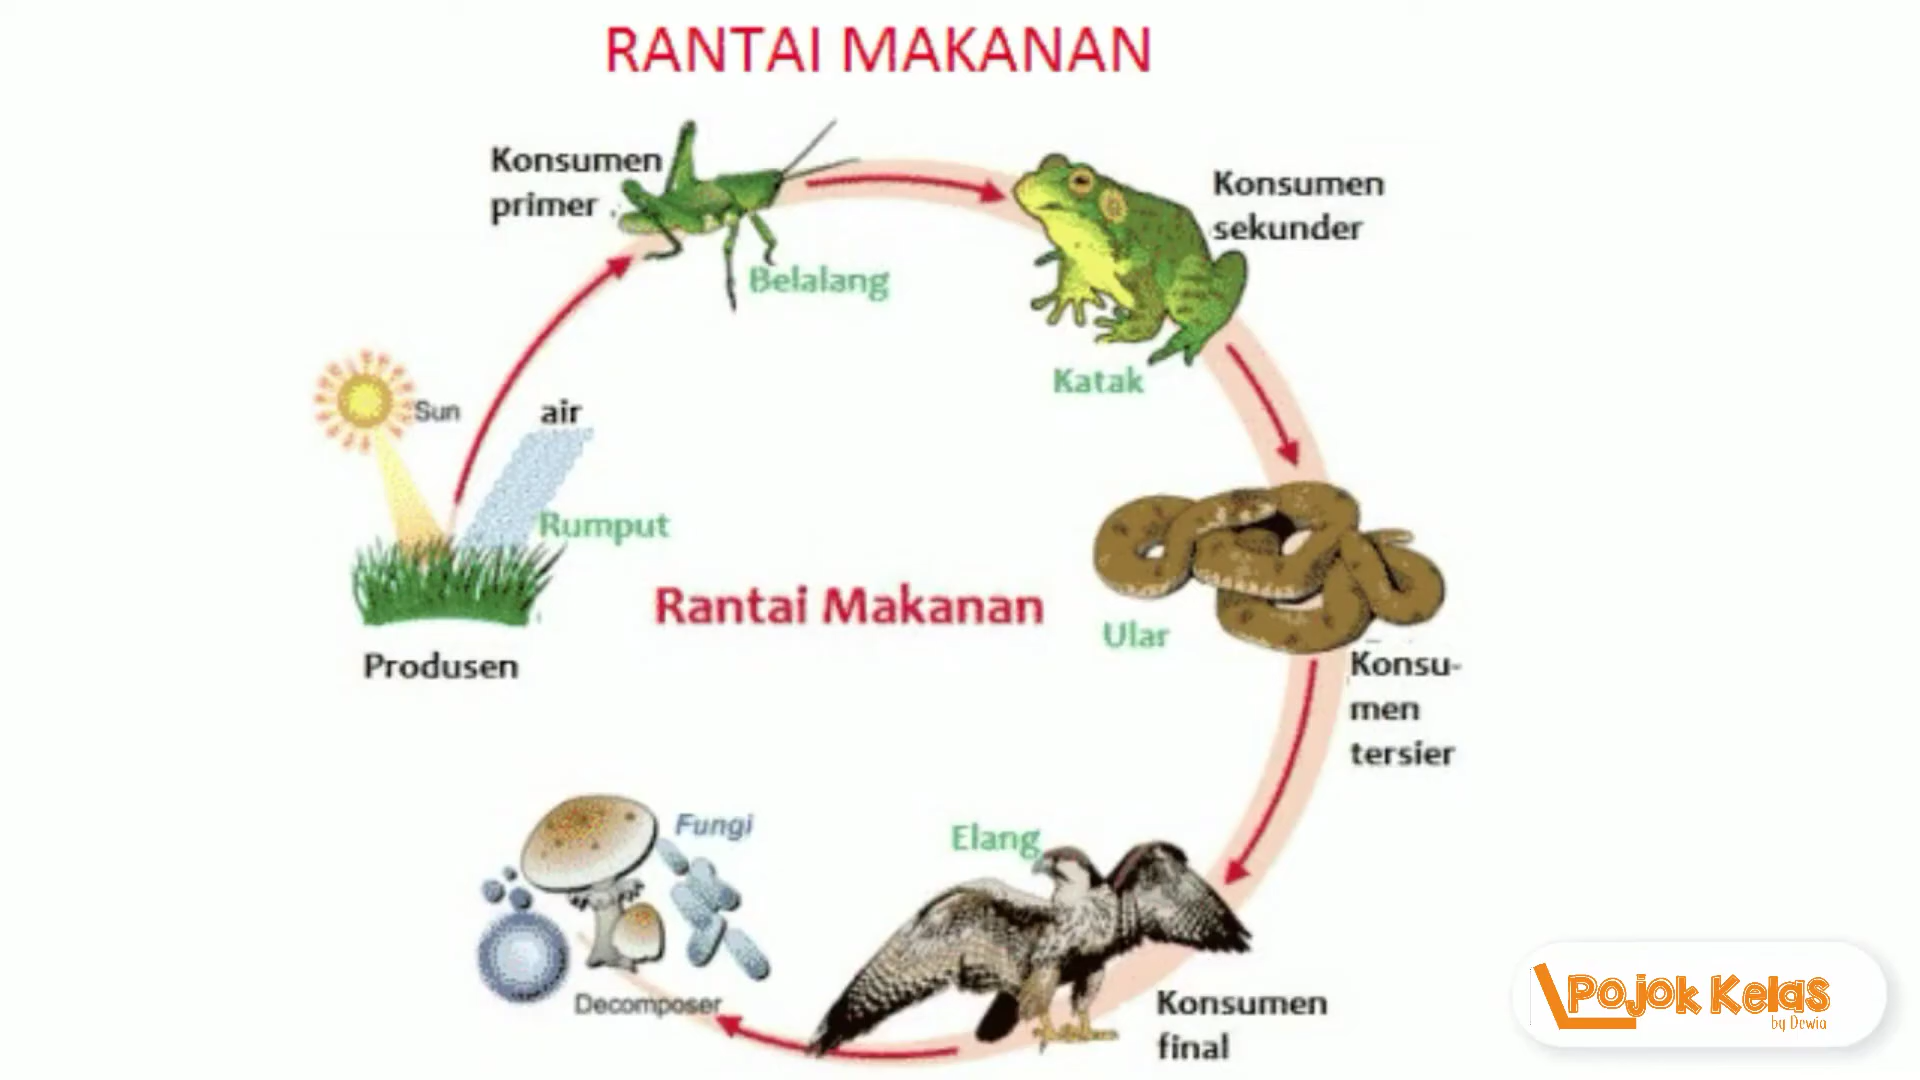 RANTAI MAKANAN
Konsumen
primer
Belalang
Konsumen
sekunder
Katak
Sun
air
Rumput
Produsen
Rantai Makanan
Ular
Konsu-
men
tersier
Elang
Konsumen
final
Fungi
Decomposer
Pojok Kelas
by Dewia